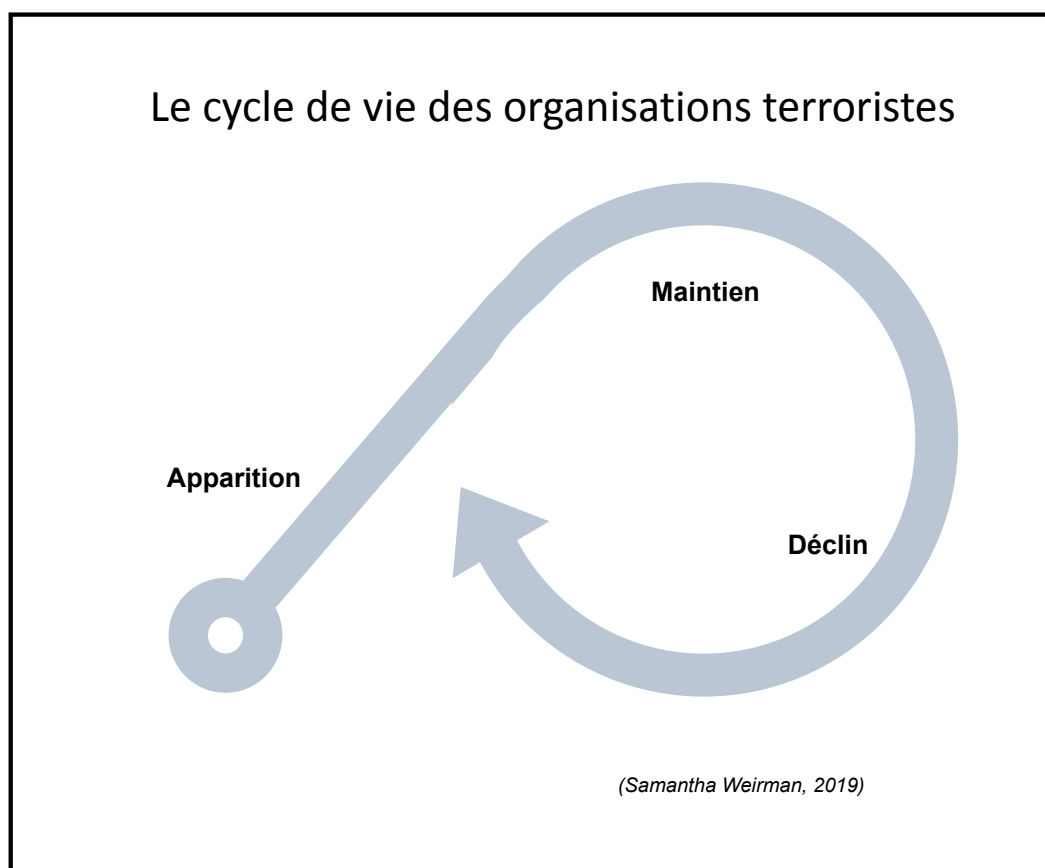 Le cycle de vie des organisations terroristes
Maintien
Apparition
Déclin
(Samantha Weirman, 2019)